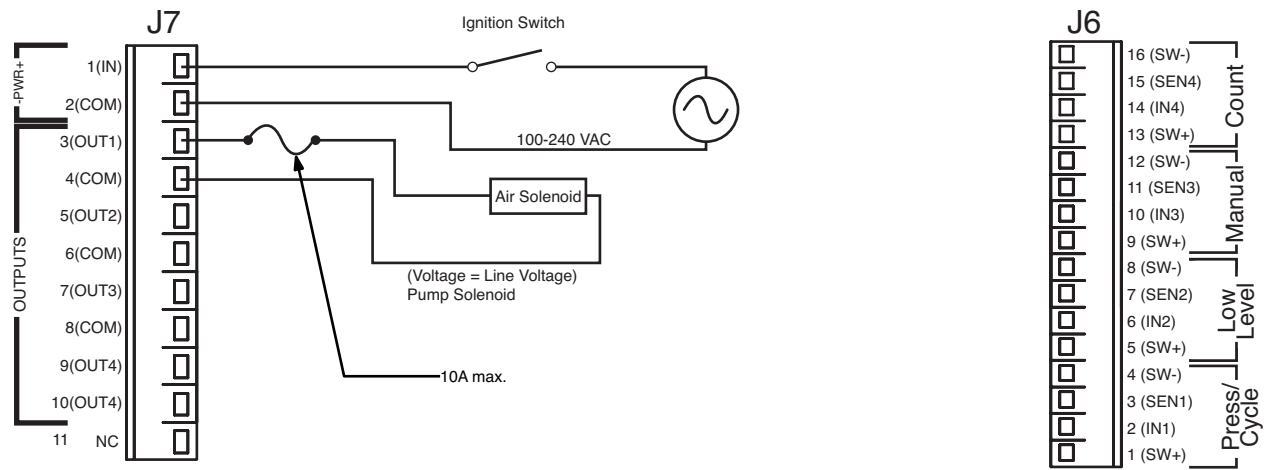 J7
Ignition Switch
-PWR+
1(IN)
2(COM)
3(OUT1)
4(COM)
5(OUT2)
6(COM)
7(OUT3)
8(COM)
9(OUT4)
10(OUT4)
11 NC
OUTPUTS
100-240 VAC
Air Solenoid
(Voltage = Line Voltage)
Pump Solenoid
10A max.
J6
16 (SW-)
15 (SEN4)
14 (IN4)
13 (SW+)
Count
12 (SW-)
11 (SEN3)
10 (IN3)
9 (SW+)
Manual
8 (SW-)
7 (SEN2)
6 (IN2)
5 (SW+)
Low
Level
4 (SW-)
3 (SEN1)
2 (IN1)
1 (SW+)
Press/
Cycle